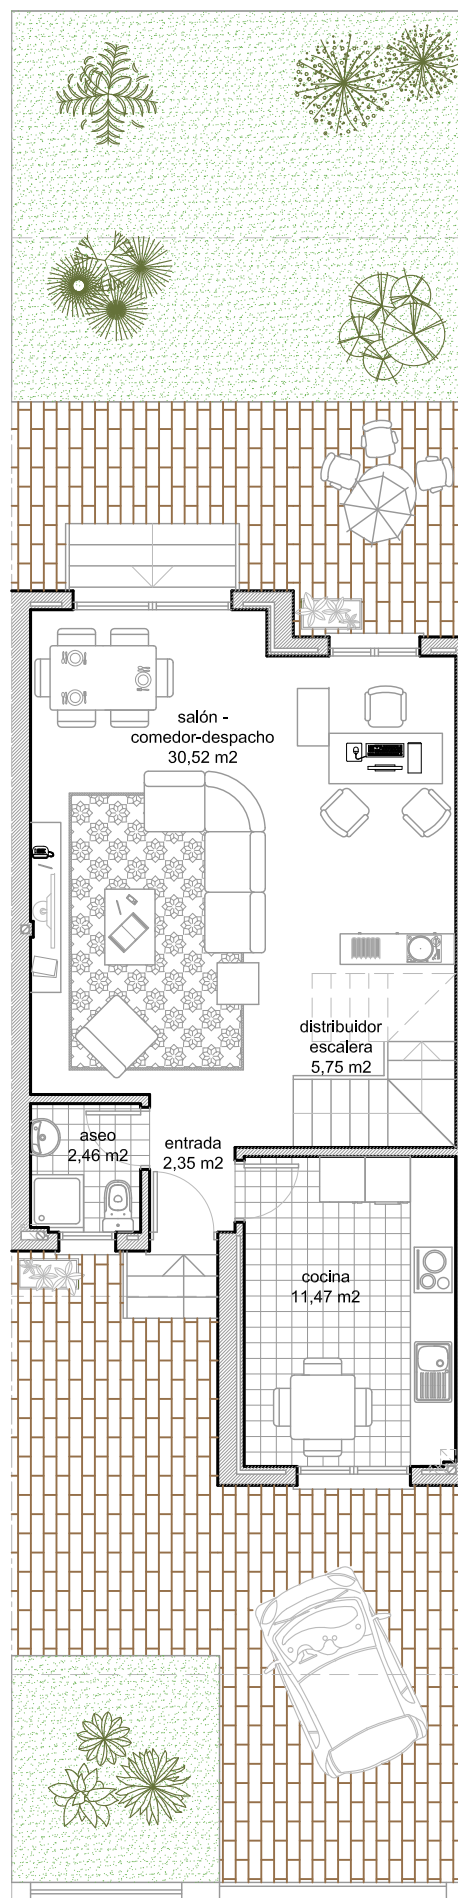 salón -
comedor-despacho
30,52 m2
distribuidor
escalera
5,75 m2
aseo
2,46 m2
entrada
2,35 m2
cocina
11,47 m2